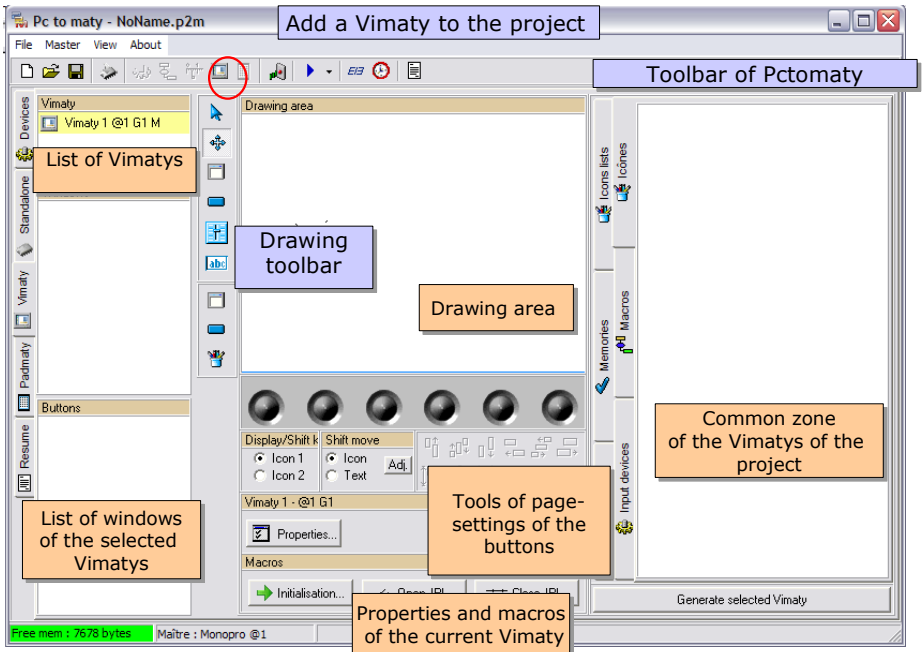 Pc to maty - NoName.p2m
Add a Vimaty to the project
File Master View About
EIB
Toolbar of Pctomaty
Devices
Standalone
Vimaty
Padmaty
Resume
Vimaty
Vimaty 1 @1 G1 M
List of Vimatys
Buttons
List of windows
of the selected
Vimatys
abc
Drawing area
Drawing
toolbar
Drawing area
Display/Shift k
Icon 1
Icon 2
Shift move
Icon
Text
Adj.
Vimaty 1 - @1 G1
Properties...
Macros
Initialisation...
Tools of page-
settings of the
buttons
Properties and macros
of the current Vimaty
Icons lists
Icônes
Memories
Macros
Input devices
Common zone
of the Vimatys of the
project
Generate selected Vimaty
Free mem : 7678 bytes
Maître : Monopro @1